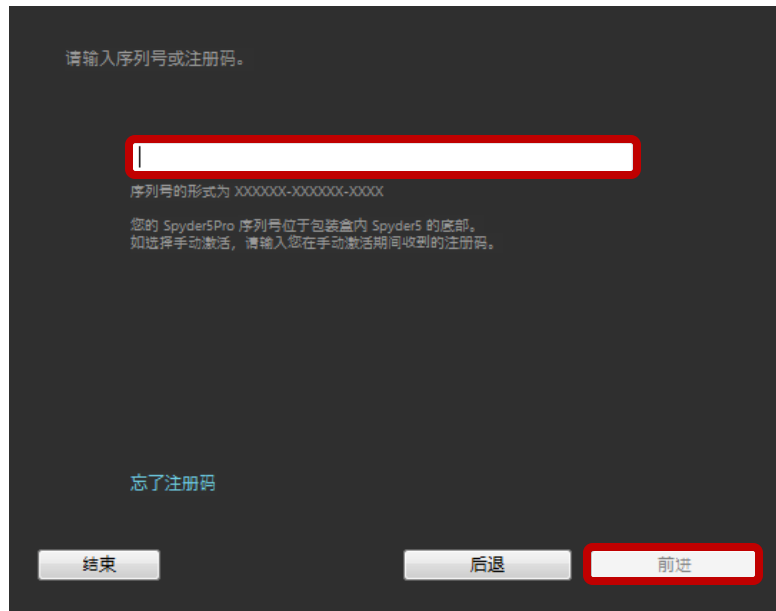 请输入序列号或注册码。
序列号的形式为 XXXXXX-XXXXXX-XXXX
您的 Spyder5Pro 序列号位于包装盒内 Spyder5 的底部。
如选择手动激活，请输入您在手动激活期间收到的注册码。
忘了注册码
结束
后退
前进